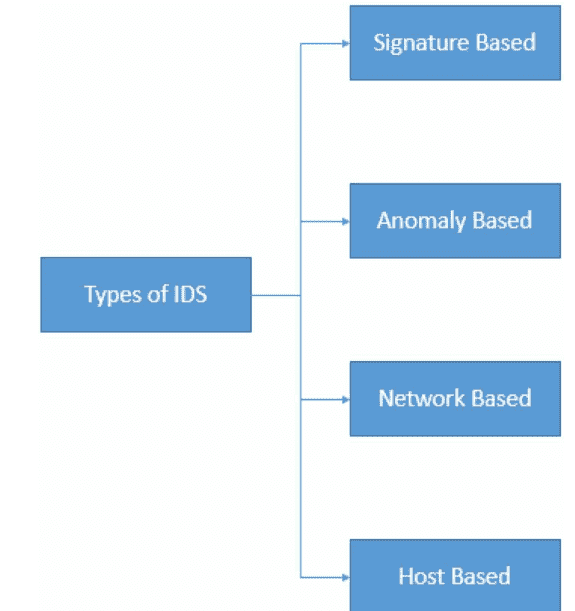 Signature Based
Anomaly Based
Types of IDS
Network Based
Host Based